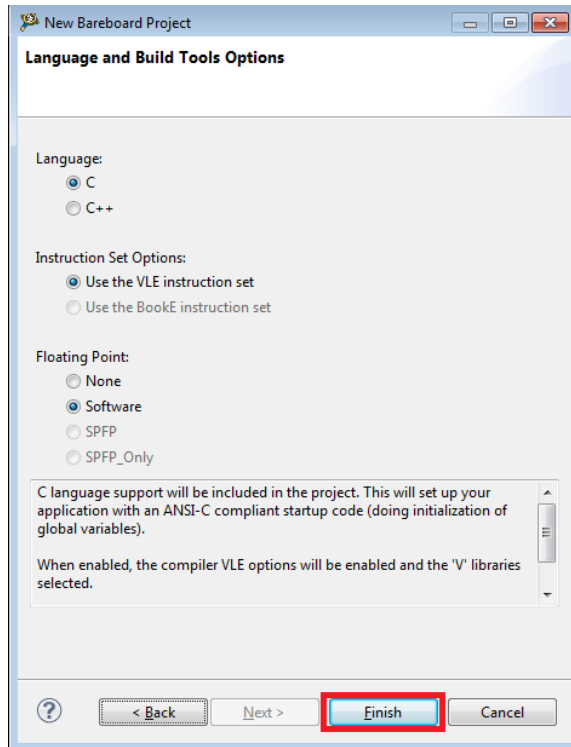 New Bareboard Project
Language and Build Tools Options
Language:
C
C++
Instruction Set Options:
Use the VLE instruction set
Use the BookE instruction set
Floating Point:
None
Software
SPFP
SPFP_Only
C language support will be included in the project. This will set up your
application with an ANSI-C compliant startup code (doing initialization of
global variables).
When enabled, the compiler VLE options will be enabled and the 'V' libraries
selected.
? < Back Next > Finish Cancel